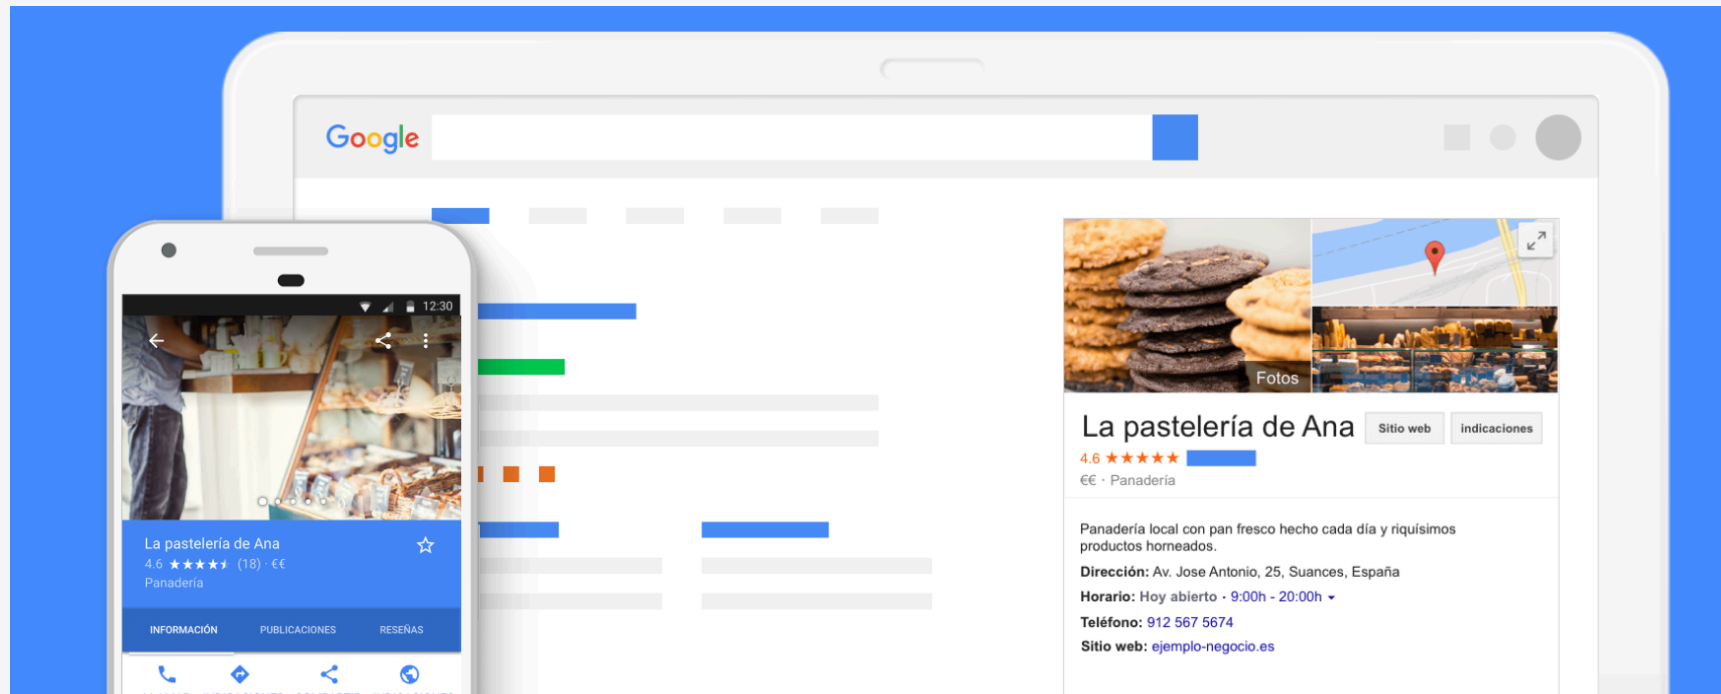 Google
12:30
La pastelería de Ana
4.6 (18) · €€
Panadería
INFORMACIÓN PUBLICACIONES RESEÑAS
Fotos
La pastelería de Ana
Sitio web
indicaciones
4.6
€€ · Panadería
Panadería local con pan fresco hecho cada día y riquísimos
productos horneados.
Dirección: Av. Jose Antonio, 25, Suances, España
Horario: Hoy abierto · 9:00h - 20:00h
Teléfono: 912 567 5674
Sitio web: ejemplo-negocio.es